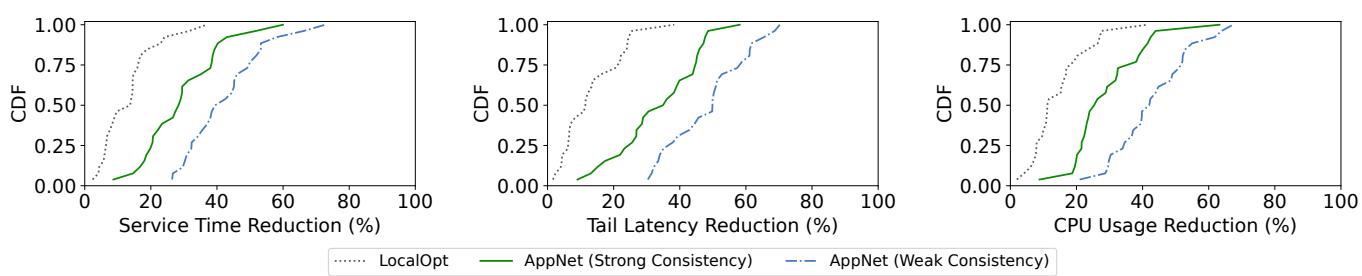 CDF
1.00
0.75
0.50
0.25
0.00
0 20 40 60 80 100
Service Time Reduction (%)
CDF
1.00
0.75
0.50
0.25
0.00
0 20 40 60 80 100
Tail Latency Reduction (%)
CDF
1.00
0.75
0.50
0.25
0.00
0 20 40 60 80 100
CPU Usage Reduction (%)
LocalOpt AppNet (Strong Consistency) AppNet (Weak Consistency)